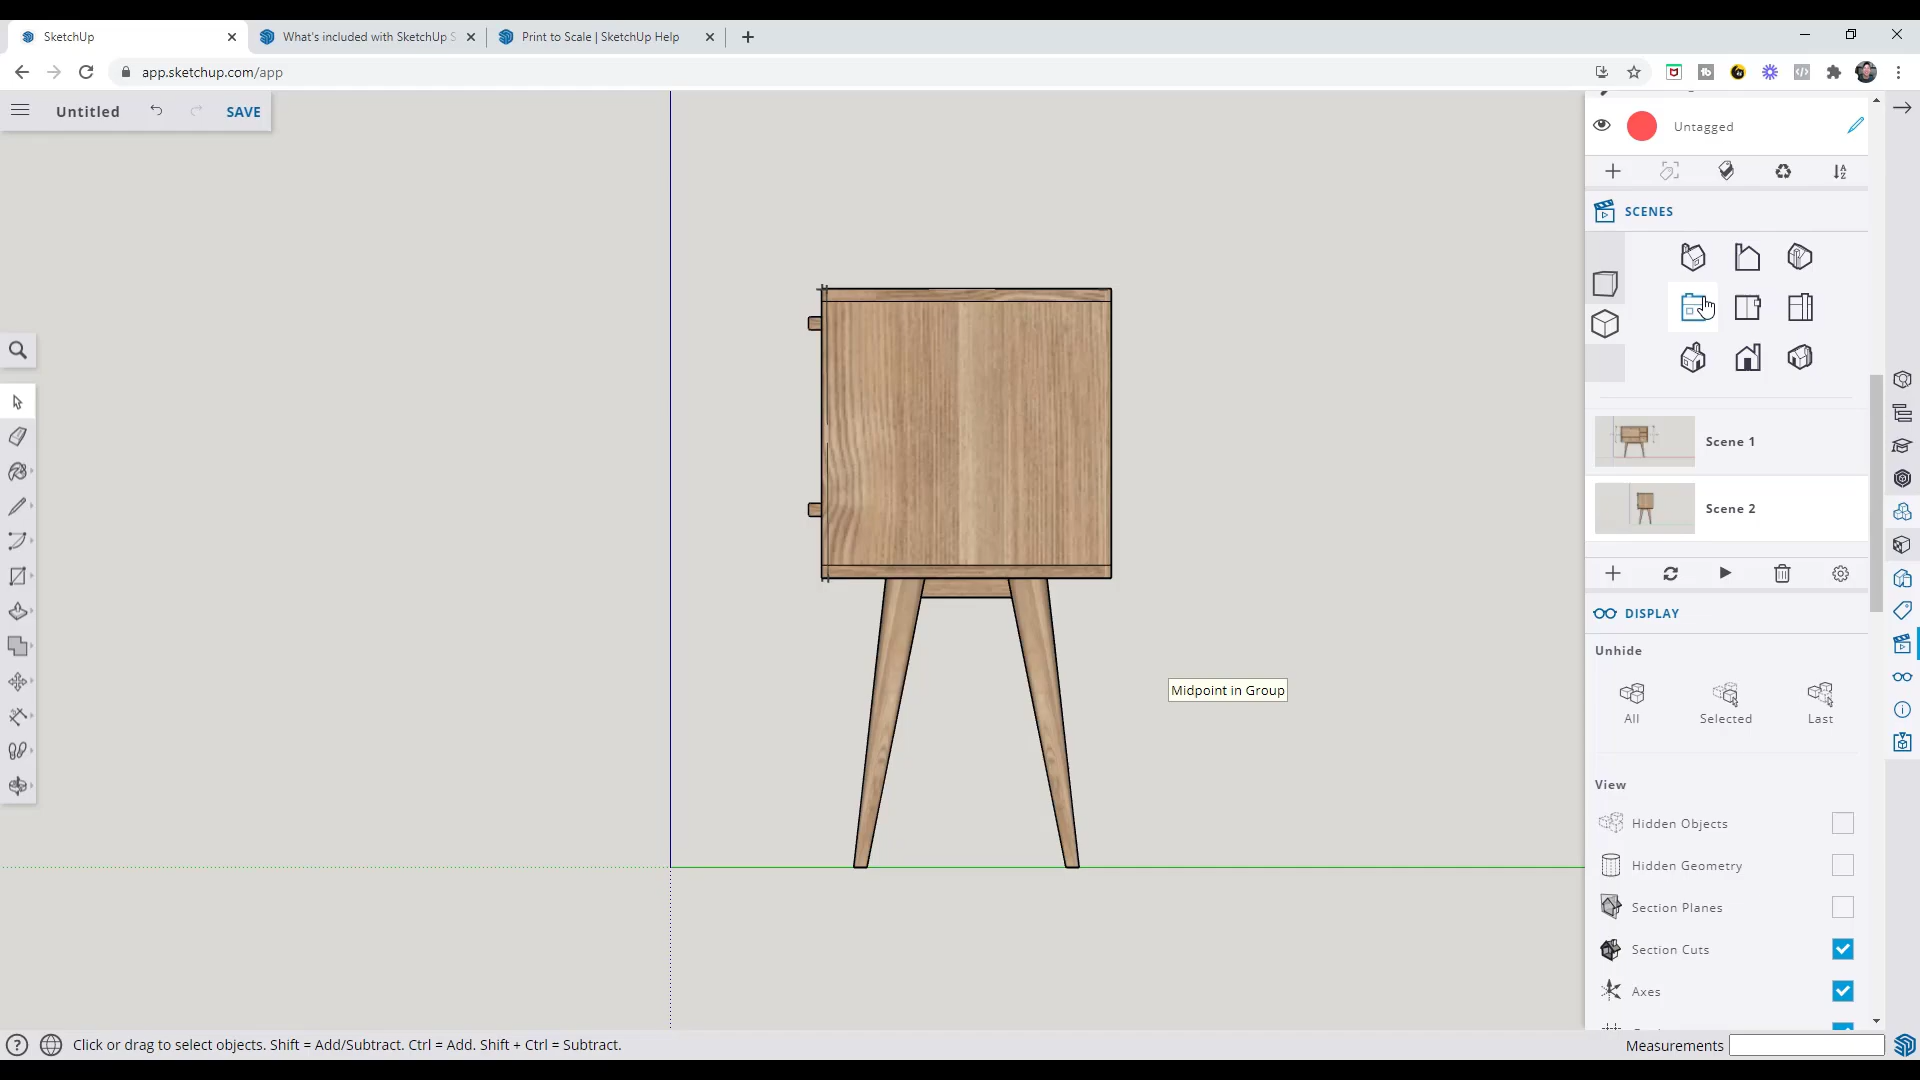 SketchUp
What's included with SketchUp S
Print to Scale | SketchUp Help
app.sketchup.com/app
Untitled
SAVE
Untagged
SCENES
Scene 1
Scene 2
DISPLAY
Unhide
All
Selected
Last
Midpoint in Group
View
Hidden Objects
Hidden Geometry
Section Planes
Section Cuts
Axes
Click or drag to select objects. Shift = Add/Subtract. Ctrl = Add. Shift + Ctrl = Subtract.
Measurements